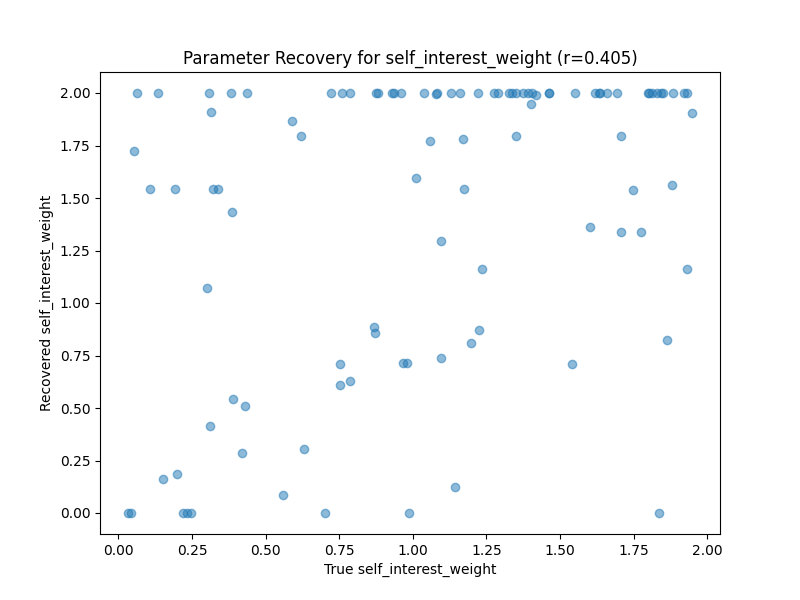 Parameter Recovery for self_interest_weight (r=0.405)
2.00
1.75
1.50
1.25
1.00
0.75
0.50
0.25
0.00
Recovered self_interest_weight
0.00 0.25 0.50 0.75 1.00 1.25 1.50 1.75 2.00
True self_interest_weight